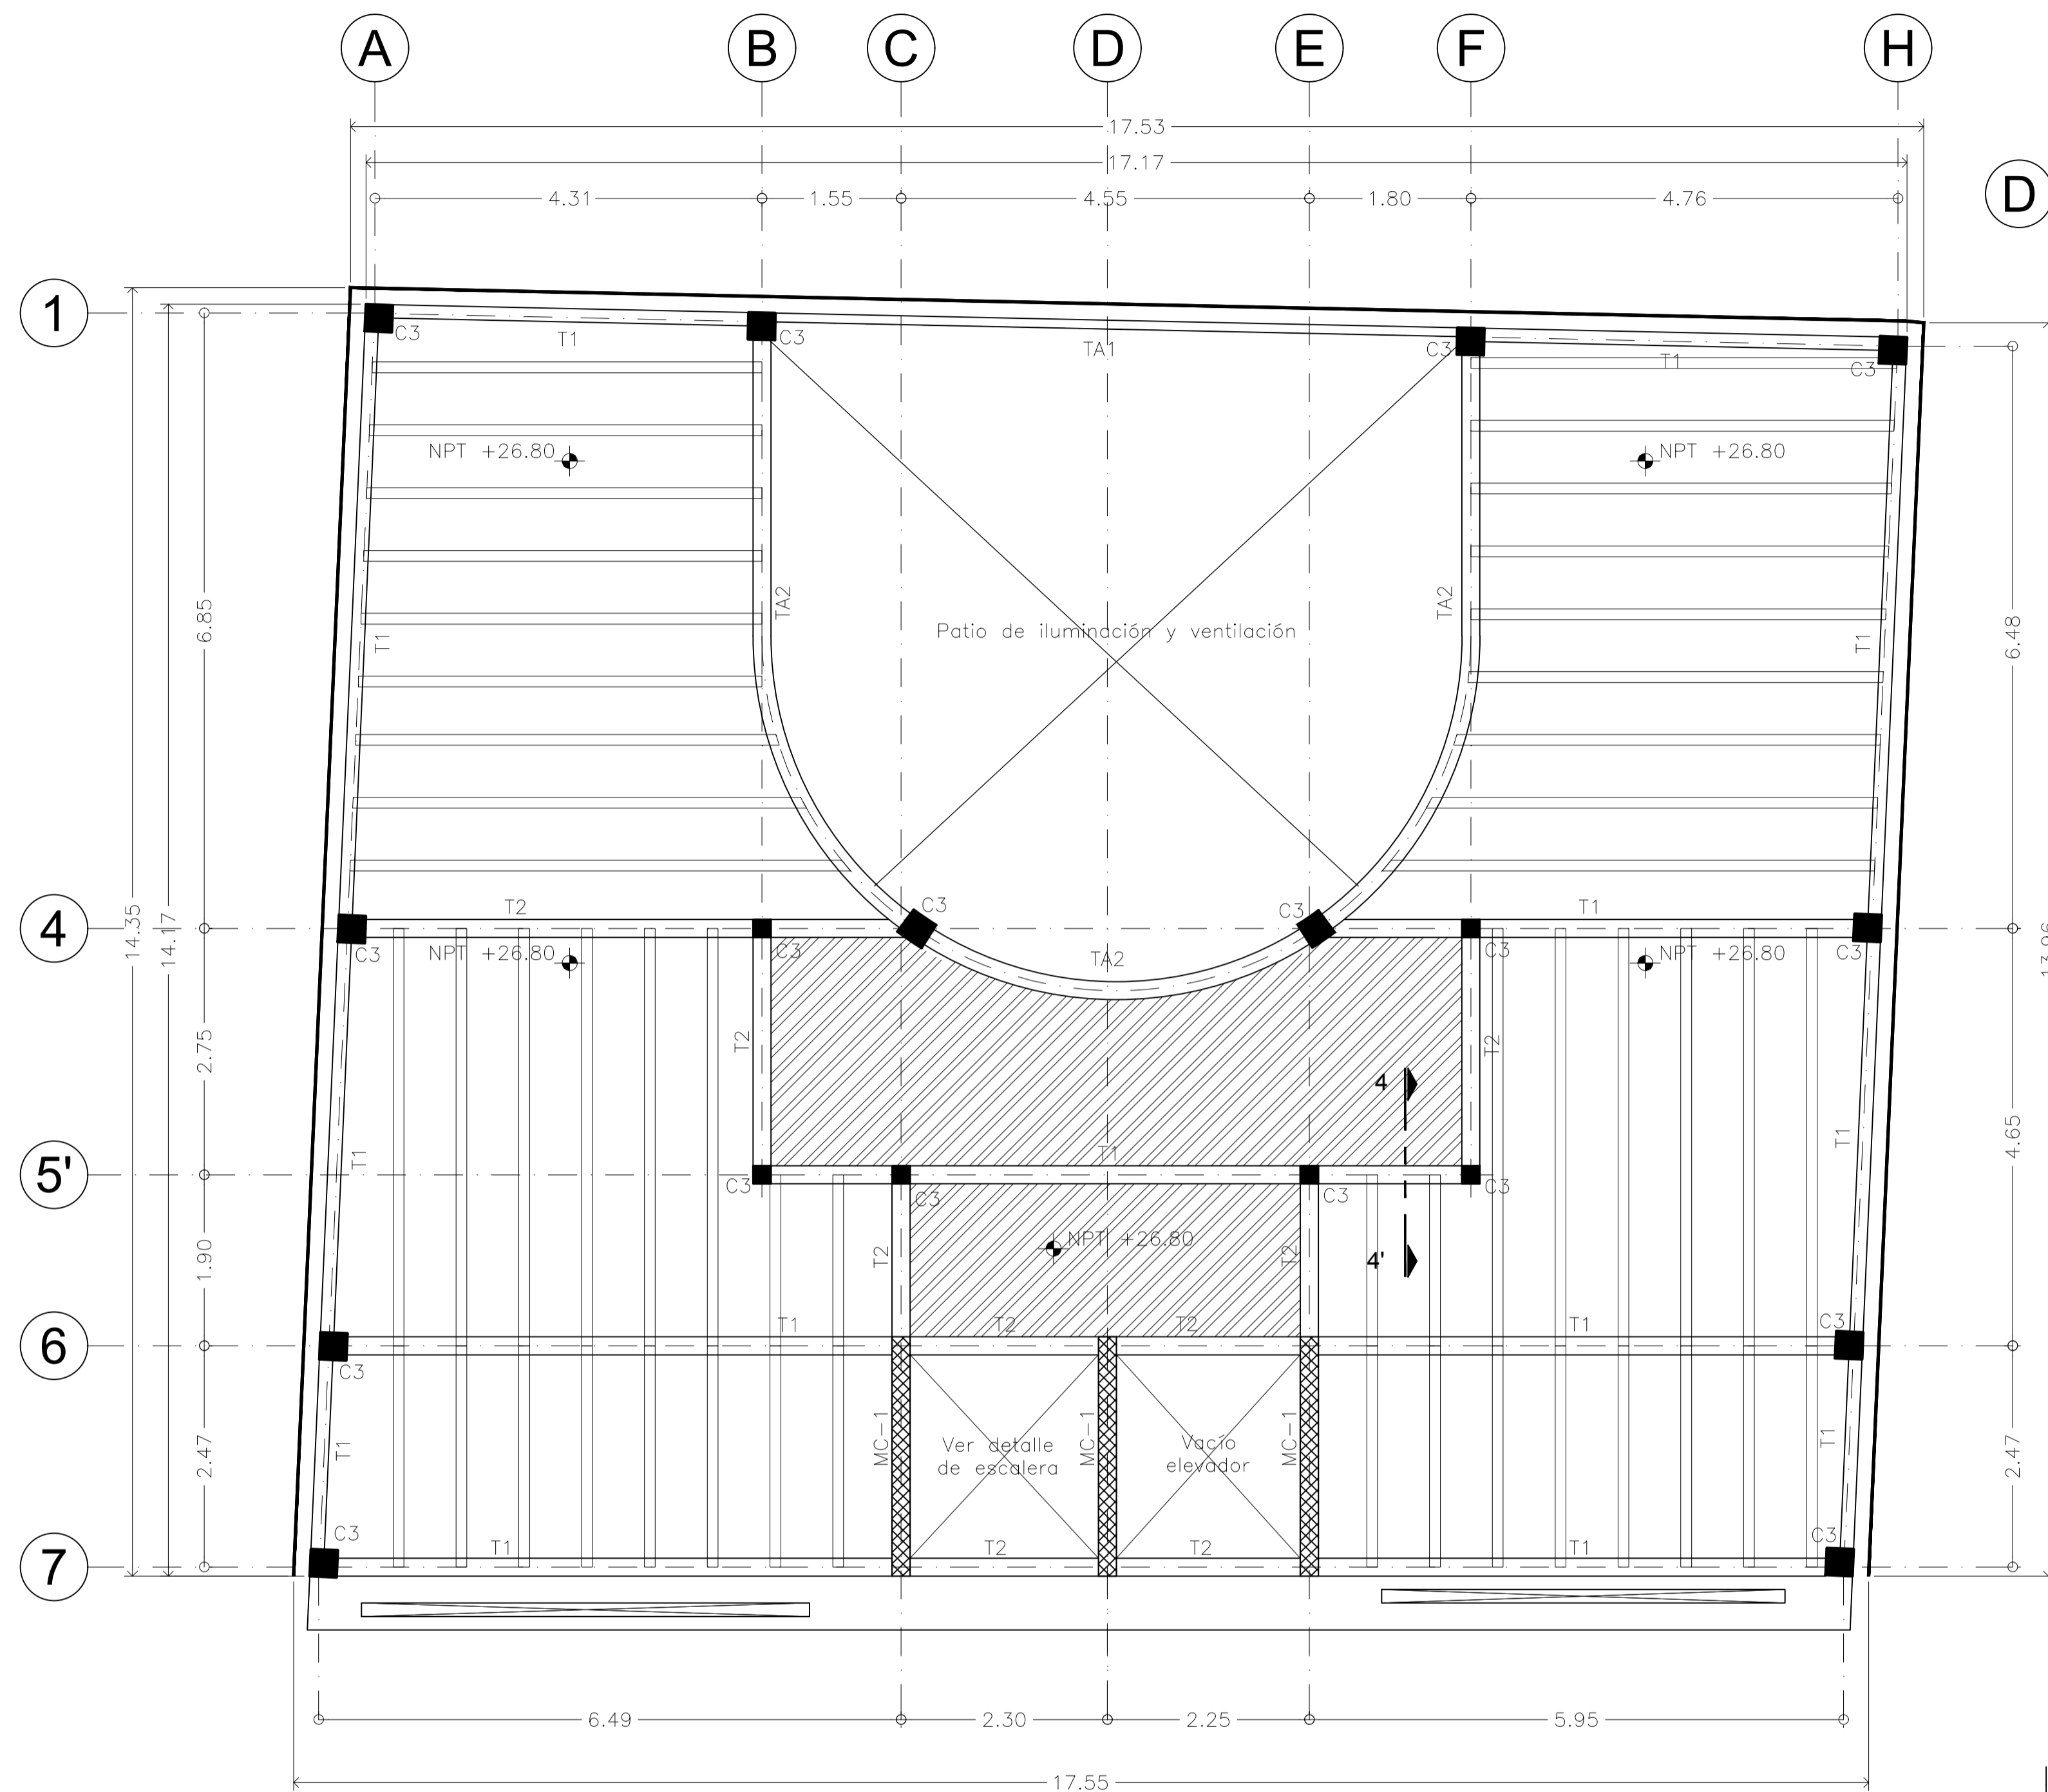 A B C D E F H
17.53
17.17
4.31 1.55 4.55 1.80 4.76
D
1
C3 T1 C3 TA1 C3 T1 C3
NPT +26.80 NPT +26.80
6.85 T1 TA2 Patio de iluminación y ventilación TA2 T1 6.48
4
T2 C3 C3 T1
14.35 14.17
C3 NPT +26.80 C3 TA2 C3 NPT +26.80 C3
2.75 T2 T2
4
T1 T1 T1 4.65
5'
C3 C3 C3 C3
1.90 T2 NPT +26.80 T2 4'
6
T1 T2 T2 T1 C3
C3
2.47 T1 MC-1 Ver detalle MC-1 Vacío MC-1 T1 2.47
de escalera elevador
C3 C3
7
T1 T2 T2 T1
6.49 2.30 2.25 5.95
17.55